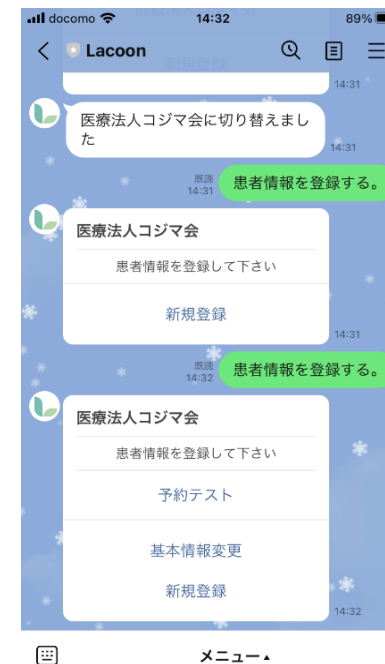 docomo
14:32
89%
Lacoon
新規登録
14:31
医療法人コジマ会に切り替えまし
た
14:31
既読
14:31
患者情報を登録する。
医療法人コジマ会
患者情報を登録して下さい
新規登録
14:31
既読
14:32
患者情報を登録する。
医療法人コジマ会
患者情報を登録して下さい
予約テスト
基本情報変更
新規登録
14:32
メニュー▴